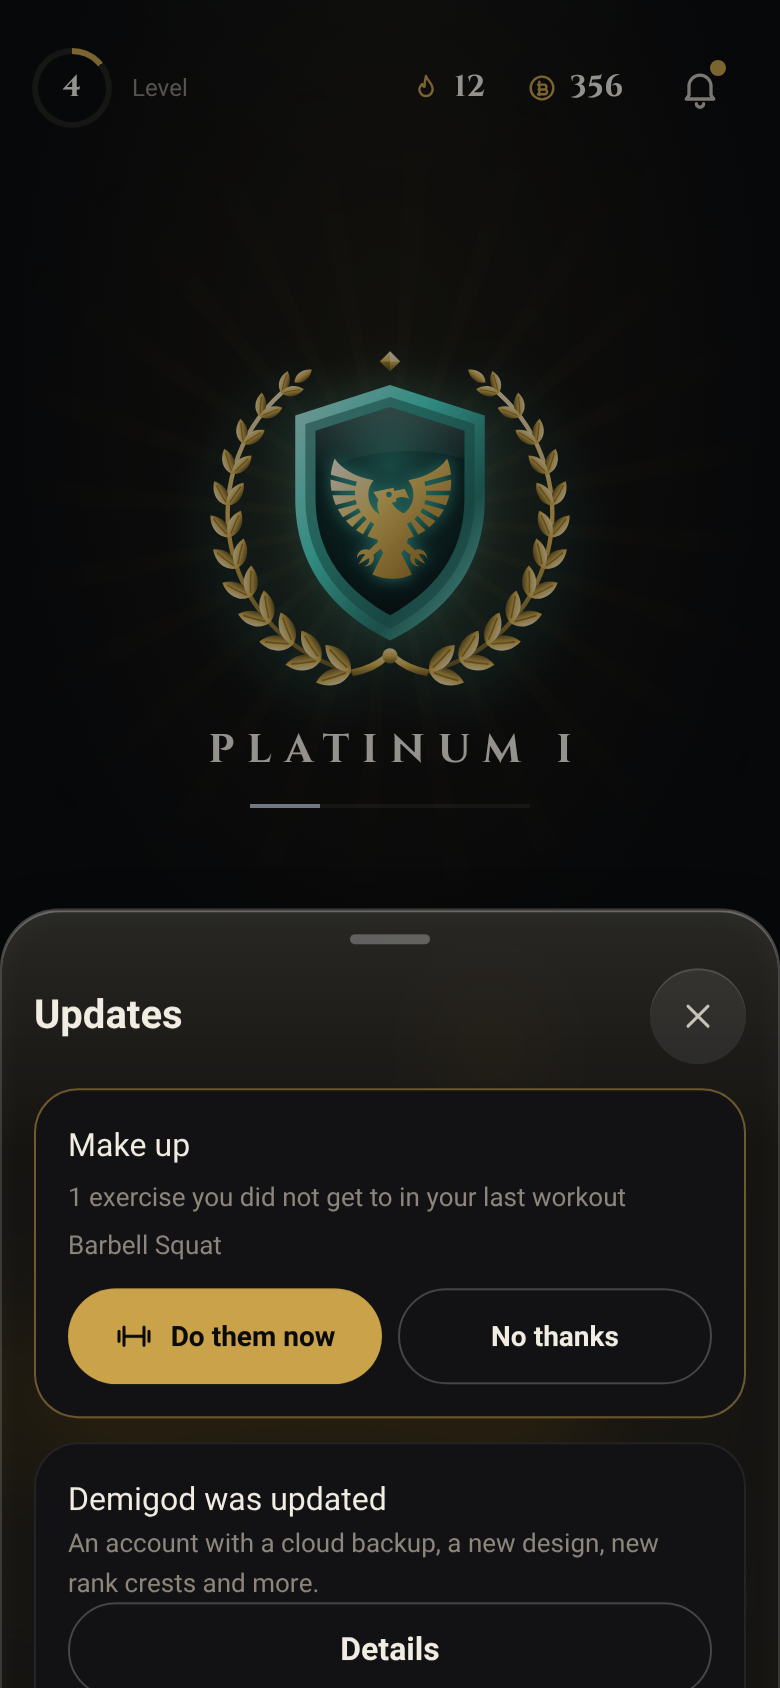 4
Level
12
356
PLATINUM I
Updates
Make up
1 exercise you did not get to in your last workout
Barbell Squat
Do them now
No thanks
Demigod was updated
An account with a cloud backup, a new design, new
rank crests and more.
Details